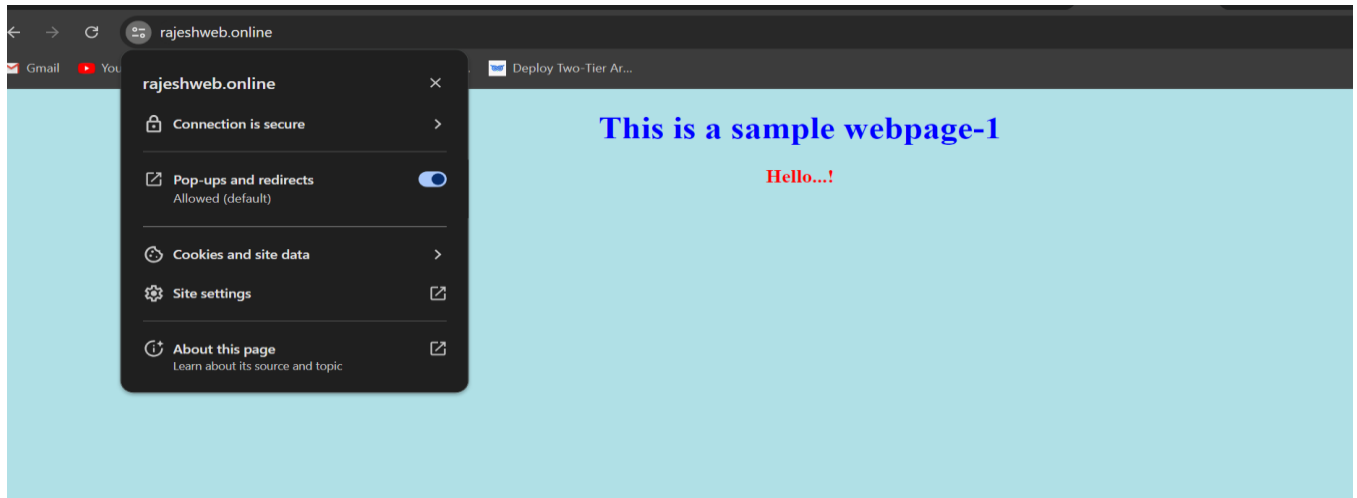 rajeshweb.online
Gmail
You
Deploy Two-Tier Ar...
rajeshweb.online
Connection is secure
Pop-ups and redirects
Allowed (default)
Cookies and site data
Site settings
About this page
Learn about its source and topic
This is a sample webpage-1
Hello...!